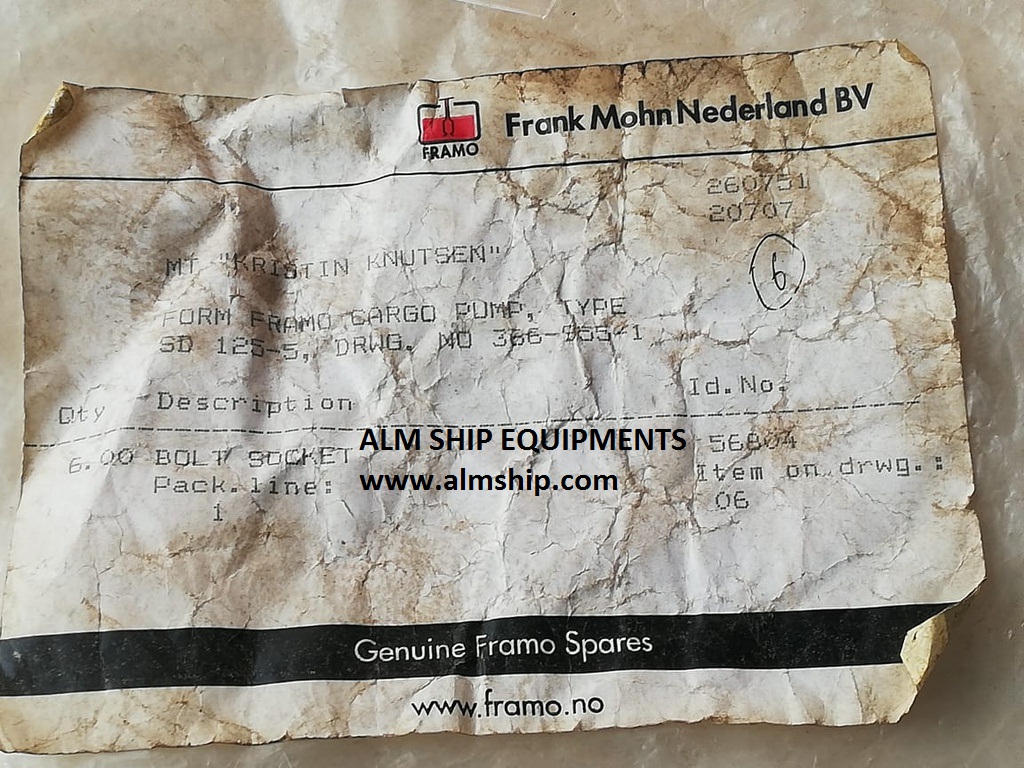 FRAMO
Frank Mohn Nederland BV
260751
20707
6
MT "KRISTIN KNUTSEN"
FORM FRAMO CARGO PUMP, TYPE
SD 125-5, DRWG. NO 366-955-1
Qty Description Id.No.
6.00 BOLT SOCKET 56804
Pack.line: Item on drwg.:
1 06
ALM SHIP EQUIPMENTS
www.almship.com
Genuine Framo Spares
www.framo.no